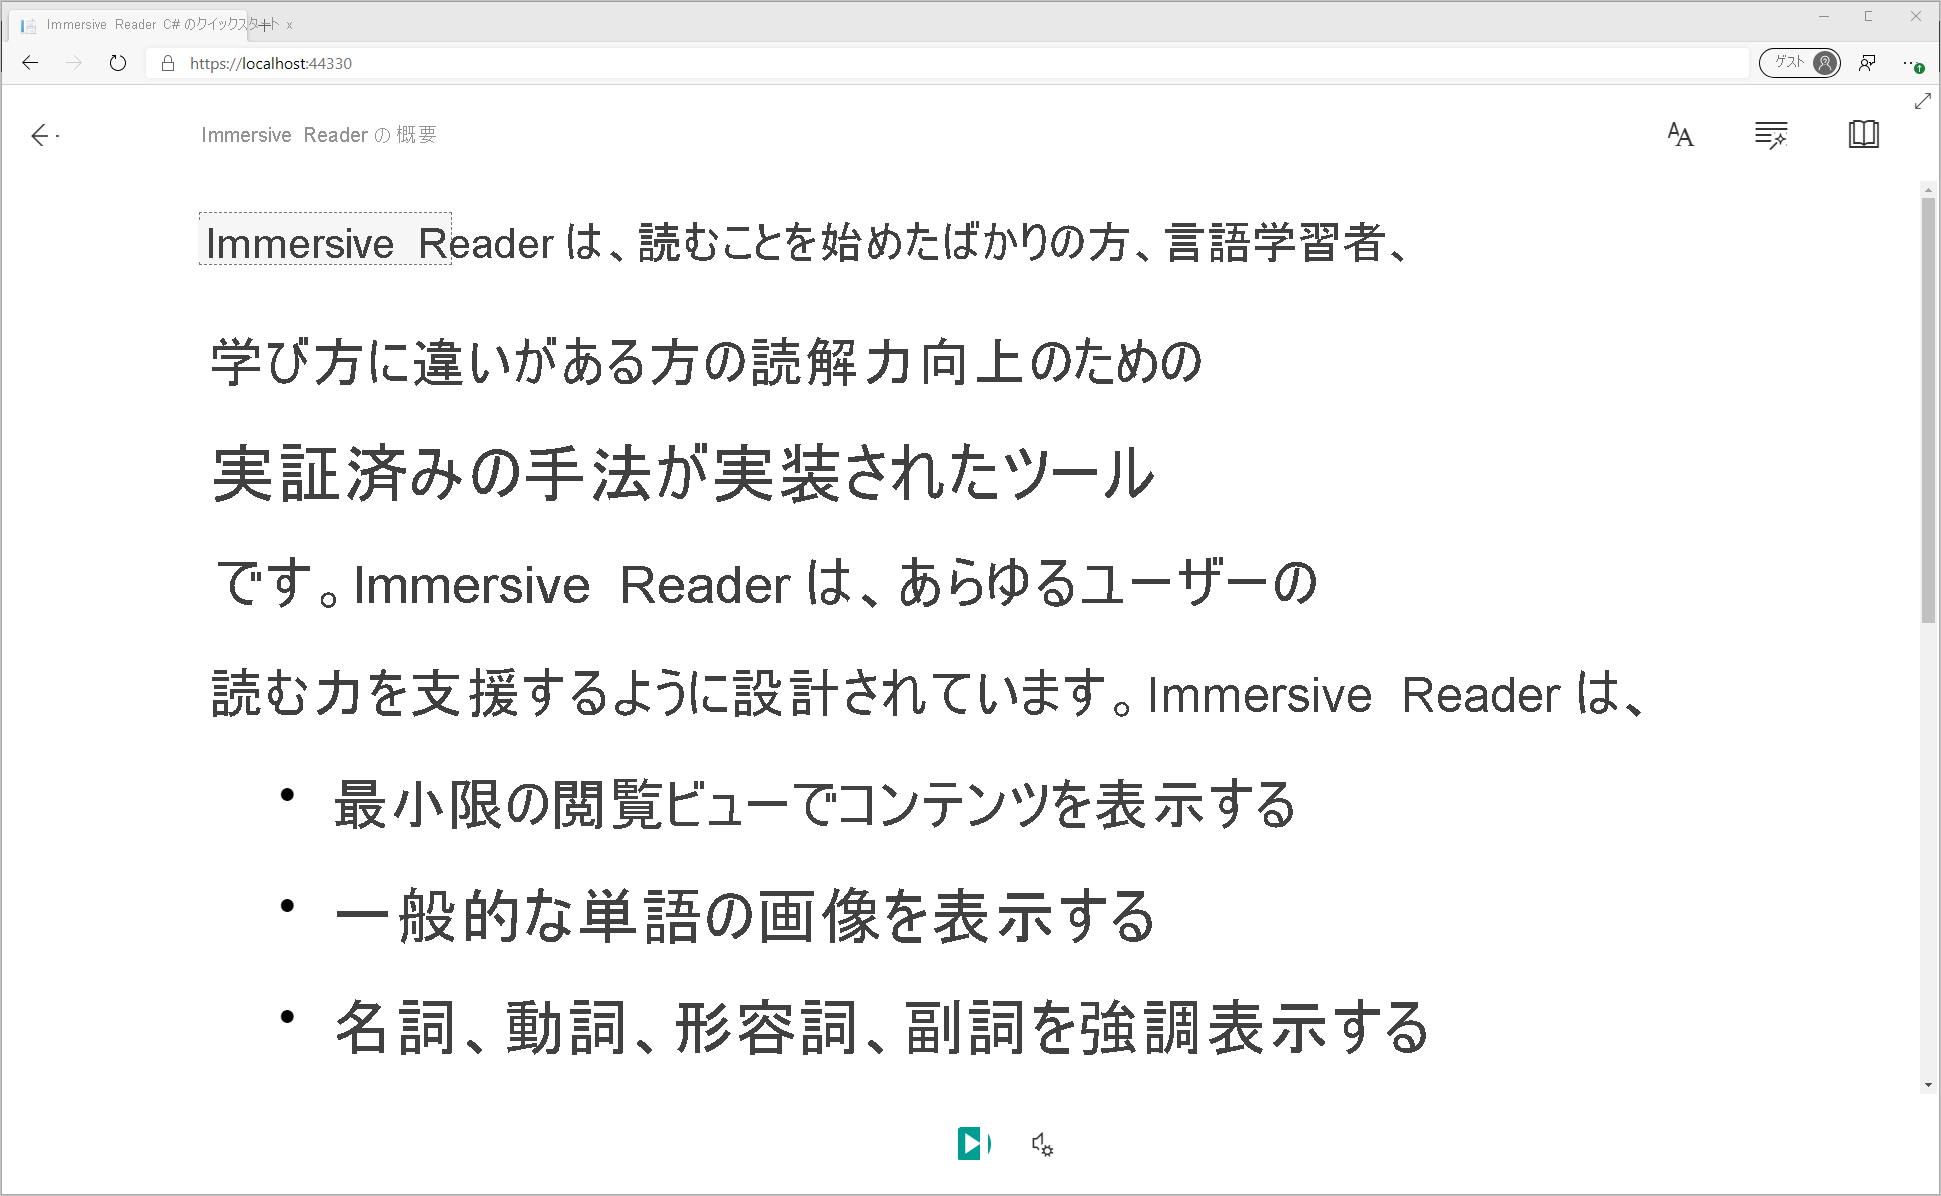 Immersive Reader C# のクイックスタート
https://localhost:44330
ゲスト
Immersive Reader の概要
Immersive Reader は、読むことを始めたばかりの方、言語学習者、
学び方に違いがある方の読解力向上のための
実証済みの手法が実装されたツール
です。Immersive Reader は、あらゆるユーザーの
読む力を支援するように設計されています。Immersive Reader は、
• 最小限の閲覧ビューでコンテンツを表示する
• 一般的な単語の画像を表示する
• 名詞、動詞、形容詞、副詞を強調表示する